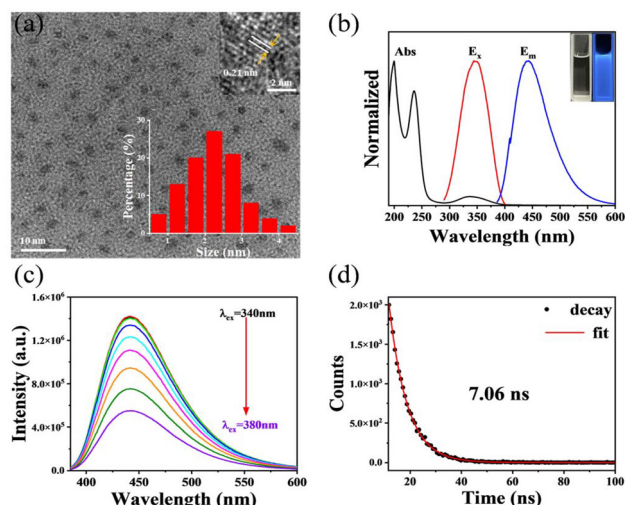 (a)
0.21 nm
2 nm
30
20
10
0
Percentage (%)
1 2 3 4
Size (nm)
10 nm
(b)
Abs
Ex
Em
Normalized
200 250 300 350 400 450 500 550 600
Wavelength (nm)
(c)
1.6×10⁶
1.2×10⁶
8.0×10⁵
4.0×10⁵
0.0
Intensity (a.u.)
λex=340nm
λex=380nm
400 450 500 550 600
Wavelength (nm)
(d)
2.0×10³
1.5×10³
1.0×10³
5.0×10²
0.0
Counts
decay
fit
7.06 ns
20 40 60 80 100
Time (ns)